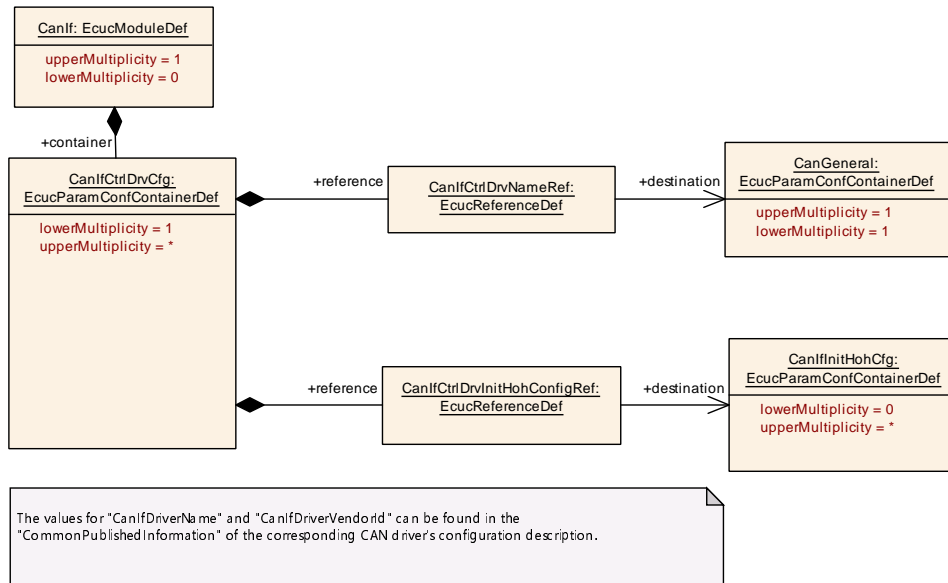 CanIf: EcucModuleDef
upperMultiplicity = 1
lowerMultiplicity = 0
+container
CanIfCtrlDrvCfg:
EcucParamConfContainerDef
lowerMultiplicity = 1
upperMultiplicity = *
+reference
CanIfCtrlDrvNameRef:
EcucReferenceDef
+destination
CanGeneral:
EcucParamConfContainerDef
upperMultiplicity = 1
lowerMultiplicity = 1
+reference
CanIfCtrlDrvInitHohConfigRef:
EcucReferenceDef
+destination
CanIfInitHohCfg:
EcucParamConfContainerDef
lowerMultiplicity = 0
upperMultiplicity = *
The values for "CanIfDriverName" and "CanIfDriverVendorId" can be found in the
"CommonPublishedInformation" of the corresponding CAN driver's configuration description.